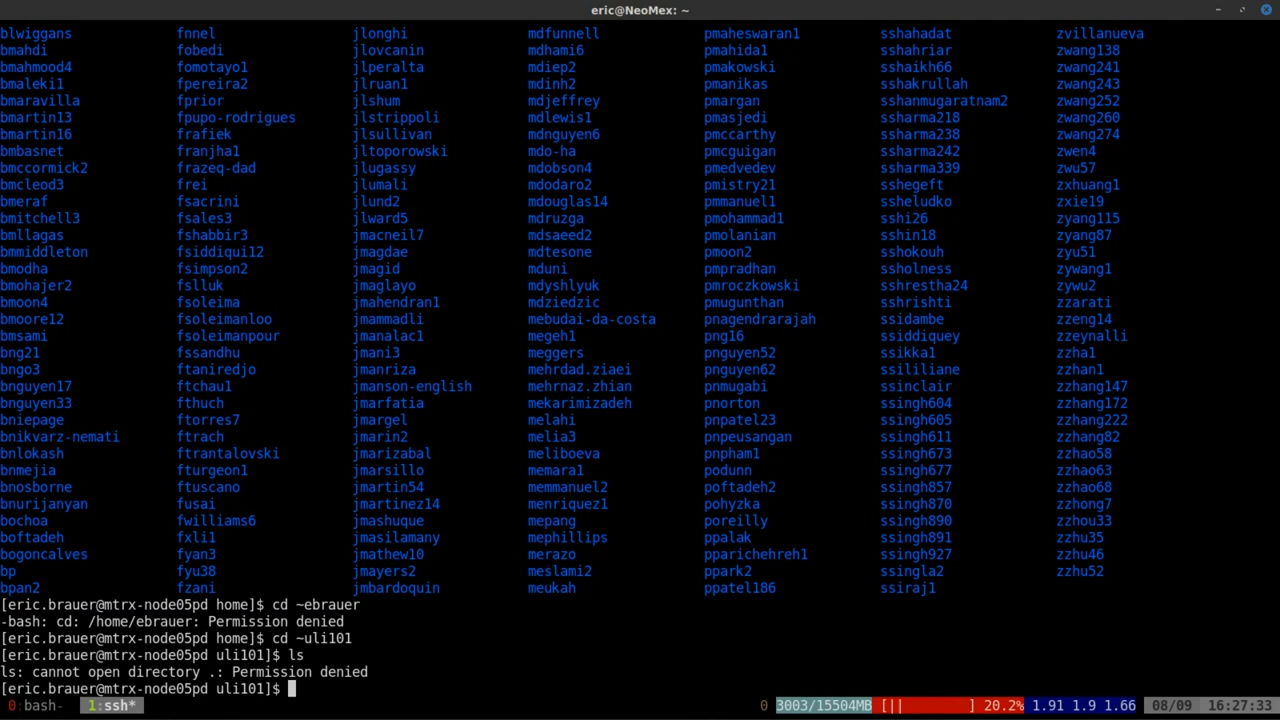 eric@NeoMex: ~
blwiggans fnnel jlonghi mdfunnell pmaheswaran1 sshahadat zvillanueva
bmahdi fobedi jlovcanin mdhami6 pmahida1 sshahriar zwang138
bmahmood4 fomotayo1 jlperalta mdiep2 pmakowski sshaikh66 zwang241
bmaleki1 fpereira2 jlruan1 mdinh2 pmanikas sshakrullah zwang243
bmaravilla fprior jlshum mdjeffrey pmargan sshanmugaratnam2 zwang252
bmartin13 fpupo-rodrigues jlstrippoli mdlewis1 pmasjedi ssharma218 zwang260
bmartin16 frafiek jlsullivan mdnguyen6 pmccarthy ssharma238 zwang274
bmbasnet franjha1 jltoporowski mdo-ha pmcguigan ssharma242 zwen4
bmccormick2 frazeq-dad jlugassy mdobson4 pmedvedev ssharma339 zwu57
bmcleod3 frei jlumali mdodaro2 pmistry21 sshegeft zxhuang1
bmeraf fsacrini jlund2 mdouglas14 pmmanuel1 ssheludko zxie19
bmitchell3 fsales3 jlward5 mdruzga pmohammad1 sshi26 zyang115
bmllagas fshabbir3 jmacneil7 mdsaeed2 pmolanian sshin18 zyang87
bmmiddleton fsiddiqui12 jmagdae mdtesone pmoon2 sshokouh zyu51
bmodha fsimpson2 jmagid mduni pmpradhan ssholness zywang1
bmohajer2 fslluk jmaglayo mdyshlyuk pmroczkowski sshrestha24 zywu2
bmoon4 fsoleima jmahendran1 mdziedzic pmugunthan sshrishti zzarati
bmoore12 fsoleimanloo jmammadli mebudai-da-costa pnagendrarajah ssidambe zzeng14
bmsami fsoleimanpour jmanalac1 megeh1 png16 ssiddiquey zzeynalli
bng21 fssandhu jmani3 meggers pnguyen52 ssikka1 zzha1
bngo3 ftaniredjo jmanriza mehrdad.ziaei pnguyen62 ssililiane zzhan1
bnguyen17 ftchau1 jmanson-english mehrnaz.zhian pnmugabi ssinclair zzhang147
bnguyen33 fthuch jmarfatia mekarimizadeh pnorton ssingh604 zzhang172
bniepage ftorres7 jmargel melahi pnpatel23 ssingh605 zzhang222
bnikvarz-nemati ftrach jmarin2 melia3 pnpeusangan ssingh611 zzhang82
bnlokash ftrantalovski jmarizabal meliboeva pnpham1 ssingh673 zzhao58
bnmejia fturgeon1 jmarsillo memara1 podunn ssingh677 zzhao63
bnosborne ftuscano jmartin54 memmanuel2 poftadeh2 ssingh857 zzhao68
bnurijanyan fusai jmartinez14 menriquez1 pohyzka ssingh870 zzhong7
bochoa fwilliams6 jmashuque mepang poreilly ssingh890 zzhou33
boftadeh fxli1 jmasilamany mephillips ppalak ssingh891 zzhu35
bogoncalves fyan3 jmathew10 merazo pparichehreh1 ssingh927 zzhu46
bp fyu38 jmayers2 meslami2 ppark2 ssingla2 zzhu52
bpan2 fzani jmbardoquin meukah ppatel186 ssiraj1
[eric.brauer@mtrx-node05pd home]$ cd ~ebrauer
-bash: cd: /home/ebrauer: Permission denied
[eric.brauer@mtrx-node05pd home]$ cd ~uli101
[eric.brauer@mtrx-node05pd uli101]$ ls
ls: cannot open directory .: Permission denied
[eric.brauer@mtrx-node05pd uli101]$
0:bash- 1:ssh* 0 3003/15504MB [|| ] 20.2% 1.91 1.9 1.66 08/09 16:27:33